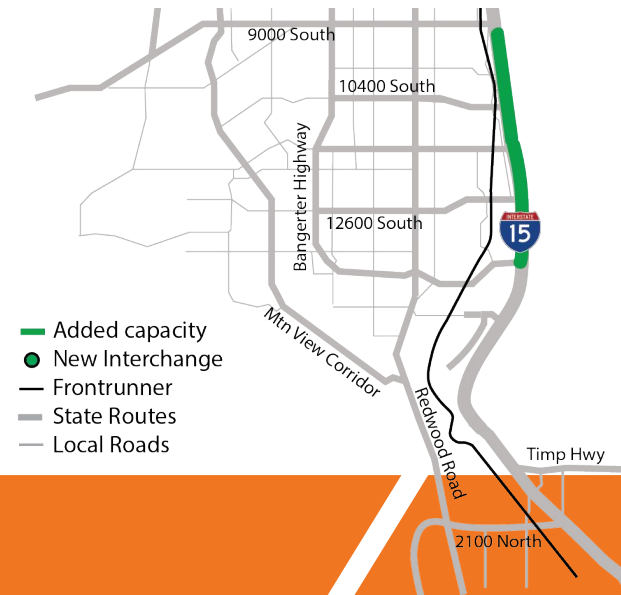 9000 South
10400 South
Bangerter Highway
12600 South
INTERSTATE
15
Mtn View Corridor
Added capacity
New Interchange
Frontrunner
State Routes
Local Roads
Redwood Road
Timp Hwy
2100 North